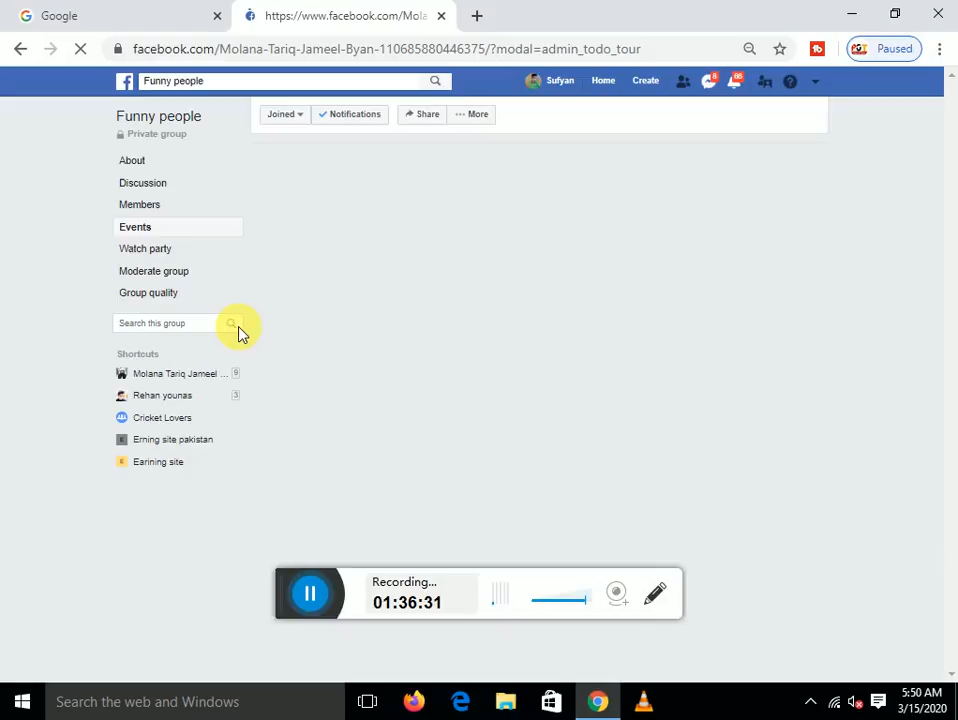 Google
https://www.facebook.com/Mola
facebook.com/Molana-Tariq-Jameel-Byan-110685880446375/?modal=admin_todo_tour
Paused
Funny people
Sufyan
Home
Create
8
66
Funny people
Private group
Joined
Notifications
Share
More
About
Discussion
Members
Events
Watch party
Moderate group
Group quality
Search this group
Shortcuts
Molana Tariq Jameel ... 9
Rehan younas 3
Cricket Lovers
E Erning site pakistan
E Earining site
Recording...
01:36:31
Search the web and Windows
5:50 AM
3/15/2020